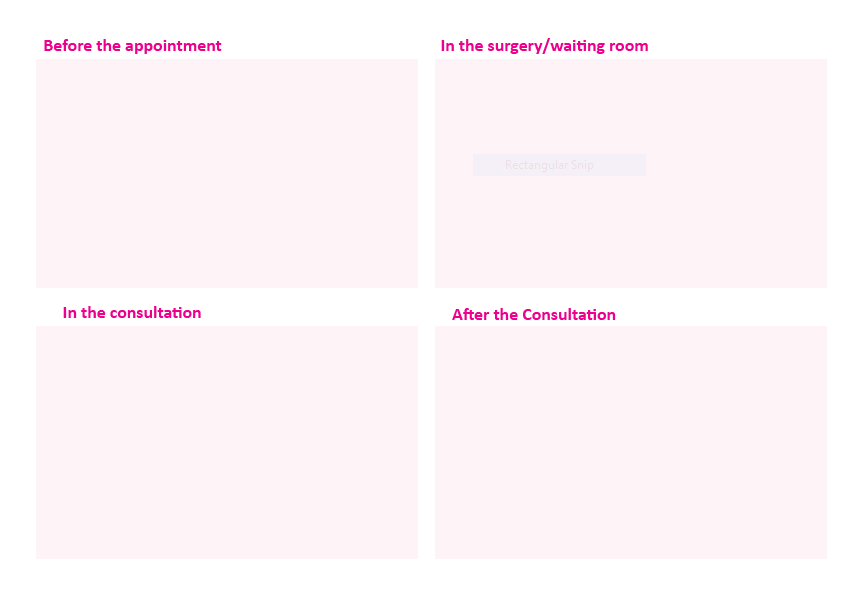 Before the appointment
In the surgery/waiting room
Rectangular Snip
In the consultation
After the Consultation